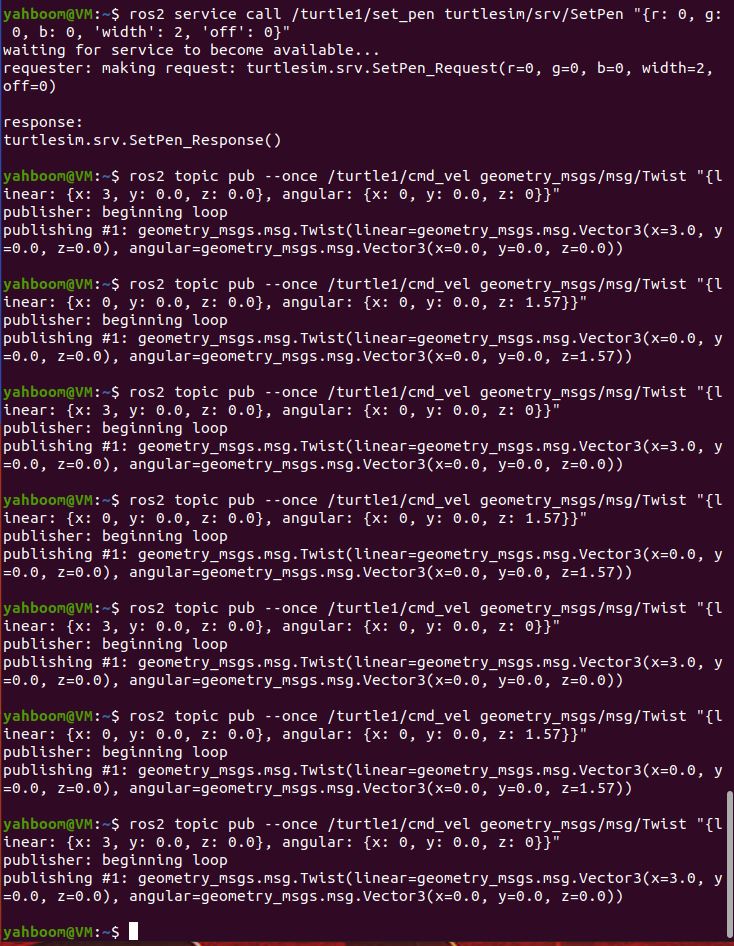 yahboom@VM:~$ ros2 service call /turtle1/set_pen turtlesim/srv/SetPen "{r: 0, g:
 0, b: 0, 'width': 2, 'off': 0}"
waiting for service to become available...
requester: making request: turtlesim.srv.SetPen_Request(r=0, g=0, b=0, width=2,
off=0)
response:
turtlesim.srv.SetPen_Response()
yahboom@VM:~$ ros2 topic pub --once /turtle1/cmd_vel geometry_msgs/msg/Twist "{l
inear: {x: 3, y: 0.0, z: 0.0}, angular: {x: 0, y: 0.0, z: 0}}"
publisher: beginning loop
publishing #1: geometry_msgs.msg.Twist(linear=geometry_msgs.msg.Vector3(x=3.0, y
=0.0, z=0.0), angular=geometry_msgs.msg.Vector3(x=0.0, y=0.0, z=0.0))
yahboom@VM:~$ ros2 topic pub --once /turtle1/cmd_vel geometry_msgs/msg/Twist "{l
inear: {x: 0, y: 0.0, z: 0.0}, angular: {x: 0, y: 0.0, z: 1.57}}"
publisher: beginning loop
publishing #1: geometry_msgs.msg.Twist(linear=geometry_msgs.msg.Vector3(x=0.0, y
=0.0, z=0.0), angular=geometry_msgs.msg.Vector3(x=0.0, y=0.0, z=1.57))
yahboom@VM:~$ ros2 topic pub --once /turtle1/cmd_vel geometry_msgs/msg/Twist "{l
inear: {x: 3, y: 0.0, z: 0.0}, angular: {x: 0, y: 0.0, z: 0}}"
publisher: beginning loop
publishing #1: geometry_msgs.msg.Twist(linear=geometry_msgs.msg.Vector3(x=3.0, y
=0.0, z=0.0), angular=geometry_msgs.msg.Vector3(x=0.0, y=0.0, z=0.0))
yahboom@VM:~$ ros2 topic pub --once /turtle1/cmd_vel geometry_msgs/msg/Twist "{l
inear: {x: 0, y: 0.0, z: 0.0}, angular: {x: 0, y: 0.0, z: 1.57}}"
publisher: beginning loop
publishing #1: geometry_msgs.msg.Twist(linear=geometry_msgs.msg.Vector3(x=0.0, y
=0.0, z=0.0), angular=geometry_msgs.msg.Vector3(x=0.0, y=0.0, z=1.57))
yahboom@VM:~$ ros2 topic pub --once /turtle1/cmd_vel geometry_msgs/msg/Twist "{l
inear: {x: 3, y: 0.0, z: 0.0}, angular: {x: 0, y: 0.0, z: 0}}"
publisher: beginning loop
publishing #1: geometry_msgs.msg.Twist(linear=geometry_msgs.msg.Vector3(x=3.0, y
=0.0, z=0.0), angular=geometry_msgs.msg.Vector3(x=0.0, y=0.0, z=0.0))
yahboom@VM:~$ ros2 topic pub --once /turtle1/cmd_vel geometry_msgs/msg/Twist "{l
inear: {x: 0, y: 0.0, z: 0.0}, angular: {x: 0, y: 0.0, z: 1.57}}"
publisher: beginning loop
publishing #1: geometry_msgs.msg.Twist(linear=geometry_msgs.msg.Vector3(x=0.0, y
=0.0, z=0.0), angular=geometry_msgs.msg.Vector3(x=0.0, y=0.0, z=1.57))
yahboom@VM:~$ ros2 topic pub --once /turtle1/cmd_vel geometry_msgs/msg/Twist "{l
inear: {x: 3, y: 0.0, z: 0.0}, angular: {x: 0, y: 0.0, z: 0}}"
publisher: beginning loop
publishing #1: geometry_msgs.msg.Twist(linear=geometry_msgs.msg.Vector3(x=3.0, y
=0.0, z=0.0), angular=geometry_msgs.msg.Vector3(x=0.0, y=0.0, z=0.0))
yahboom@VM:~$